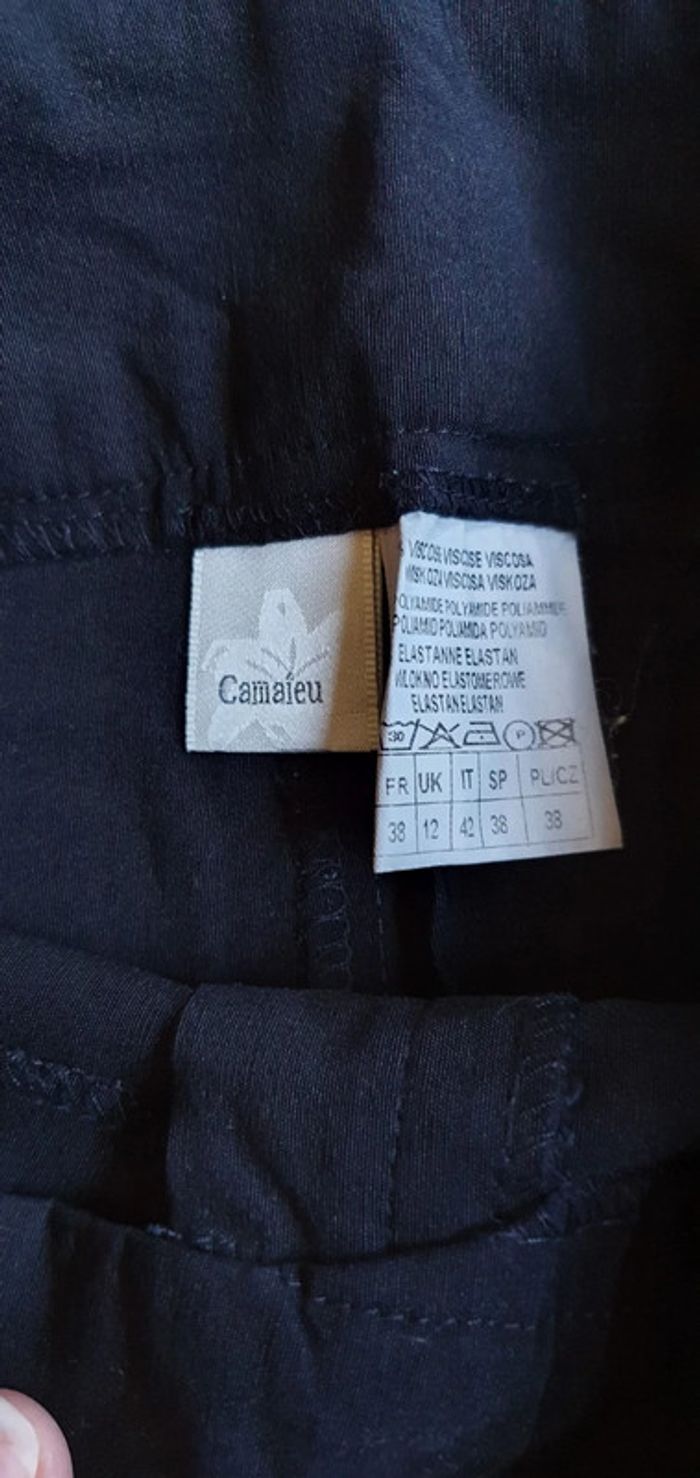 Camaïeu
VISCOSE VISCOSE VISCOSA
WISKOZA VISCOSA VISKOZA
POLYAMIDE POLYAMIDE POLIAMMIDE
POLIAMID POLIAMIDA POLYAMID
ELASTANNE ELASTAN
WLOKNO ELASTOMEROWE
ELASTAN ELASTAN
30 P
FR UK IT SP PL/CZ
38 12 42 38 38